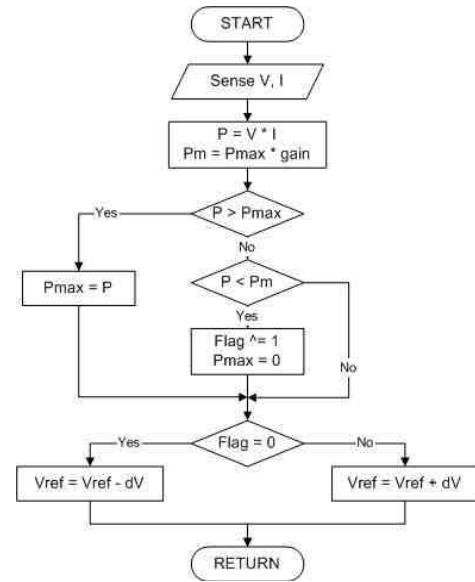 START
Sense V, I
P = V * I
Pm = Pmax * gain
P > Pmax
Yes
No
Pmax = P
P < Pm
Yes
Flag ^= 1
Pmax = 0
No
Flag = 0
Yes
No
Vref = Vref - dV
Vref = Vref + dV
RETURN